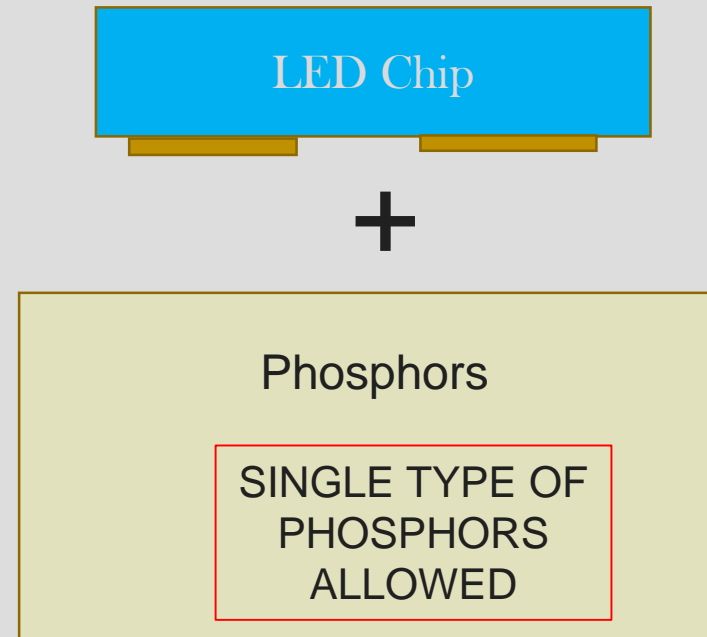 LED Chip
+
Phosphors
SINGLE TYPE OF
PHOSPHORS
ALLOWED